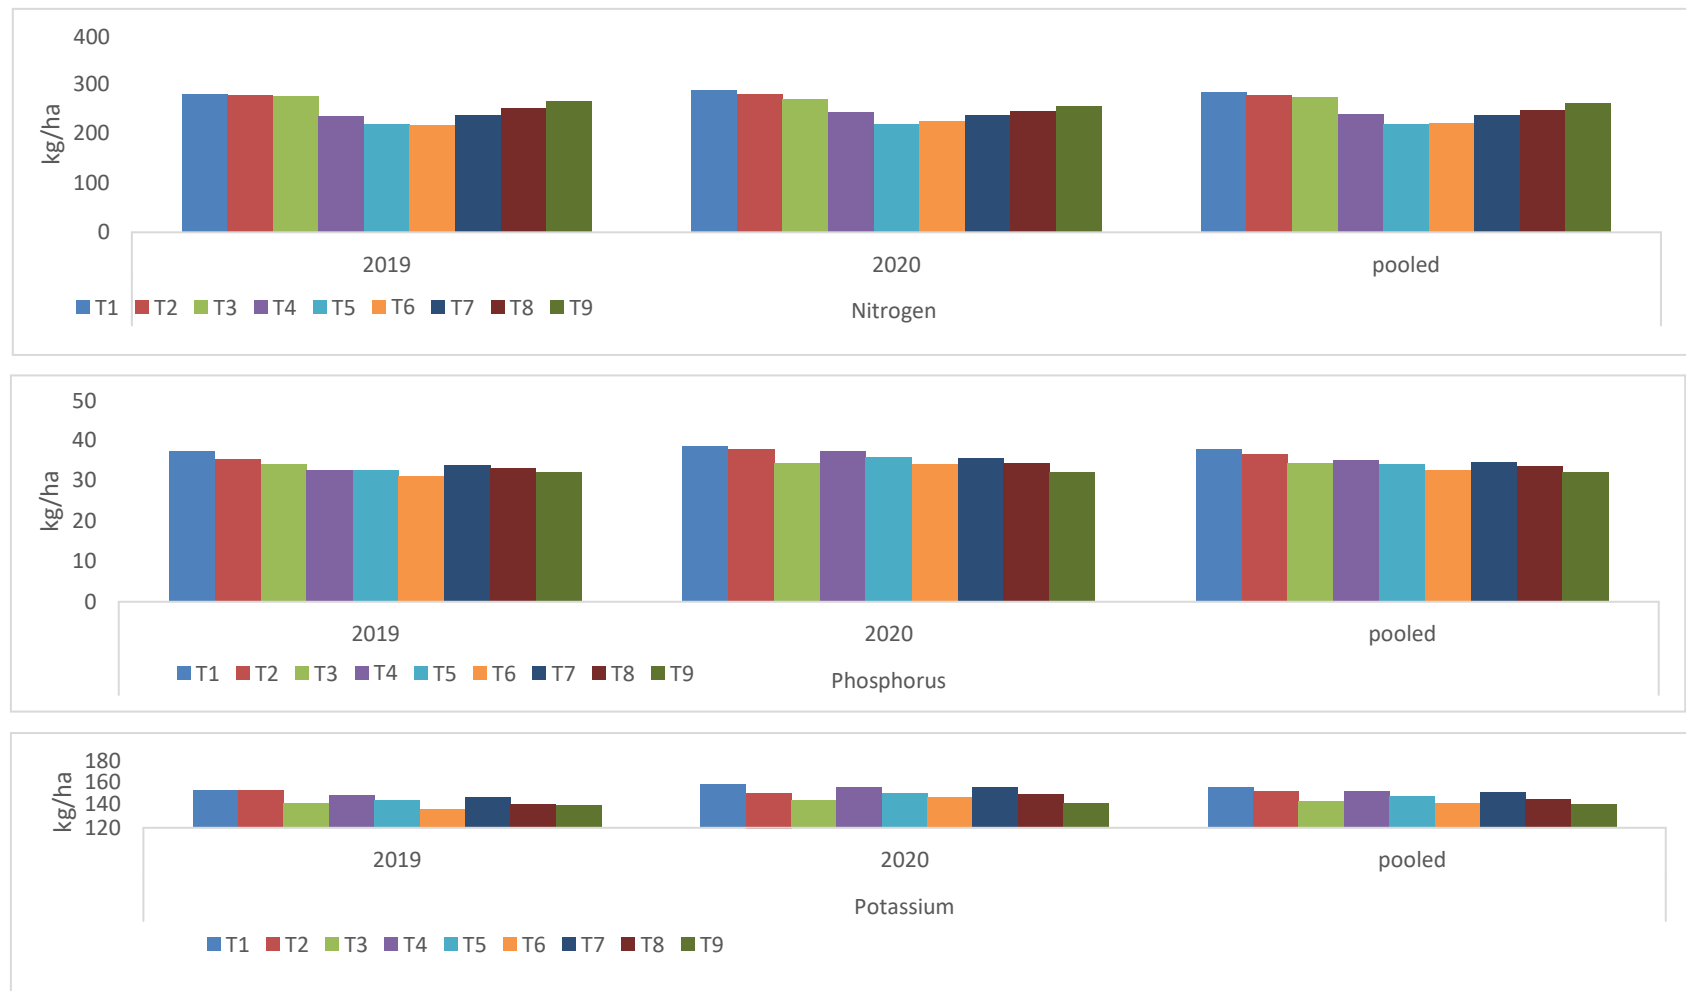 400
300
200
100
0
kg/ha
2019 2020 pooled
T1 T2 T3 T4 T5 T6 T7 T8 T9
Nitrogen
50
40
30
20
10
0
kg/ha
2019 2020 pooled
T1 T2 T3 T4 T5 T6 T7 T8 T9
Phosphorus
180
160
140
120
kg/ha
2019 2020 pooled
Potassium
T1 T2 T3 T4 T5 T6 T7 T8 T9